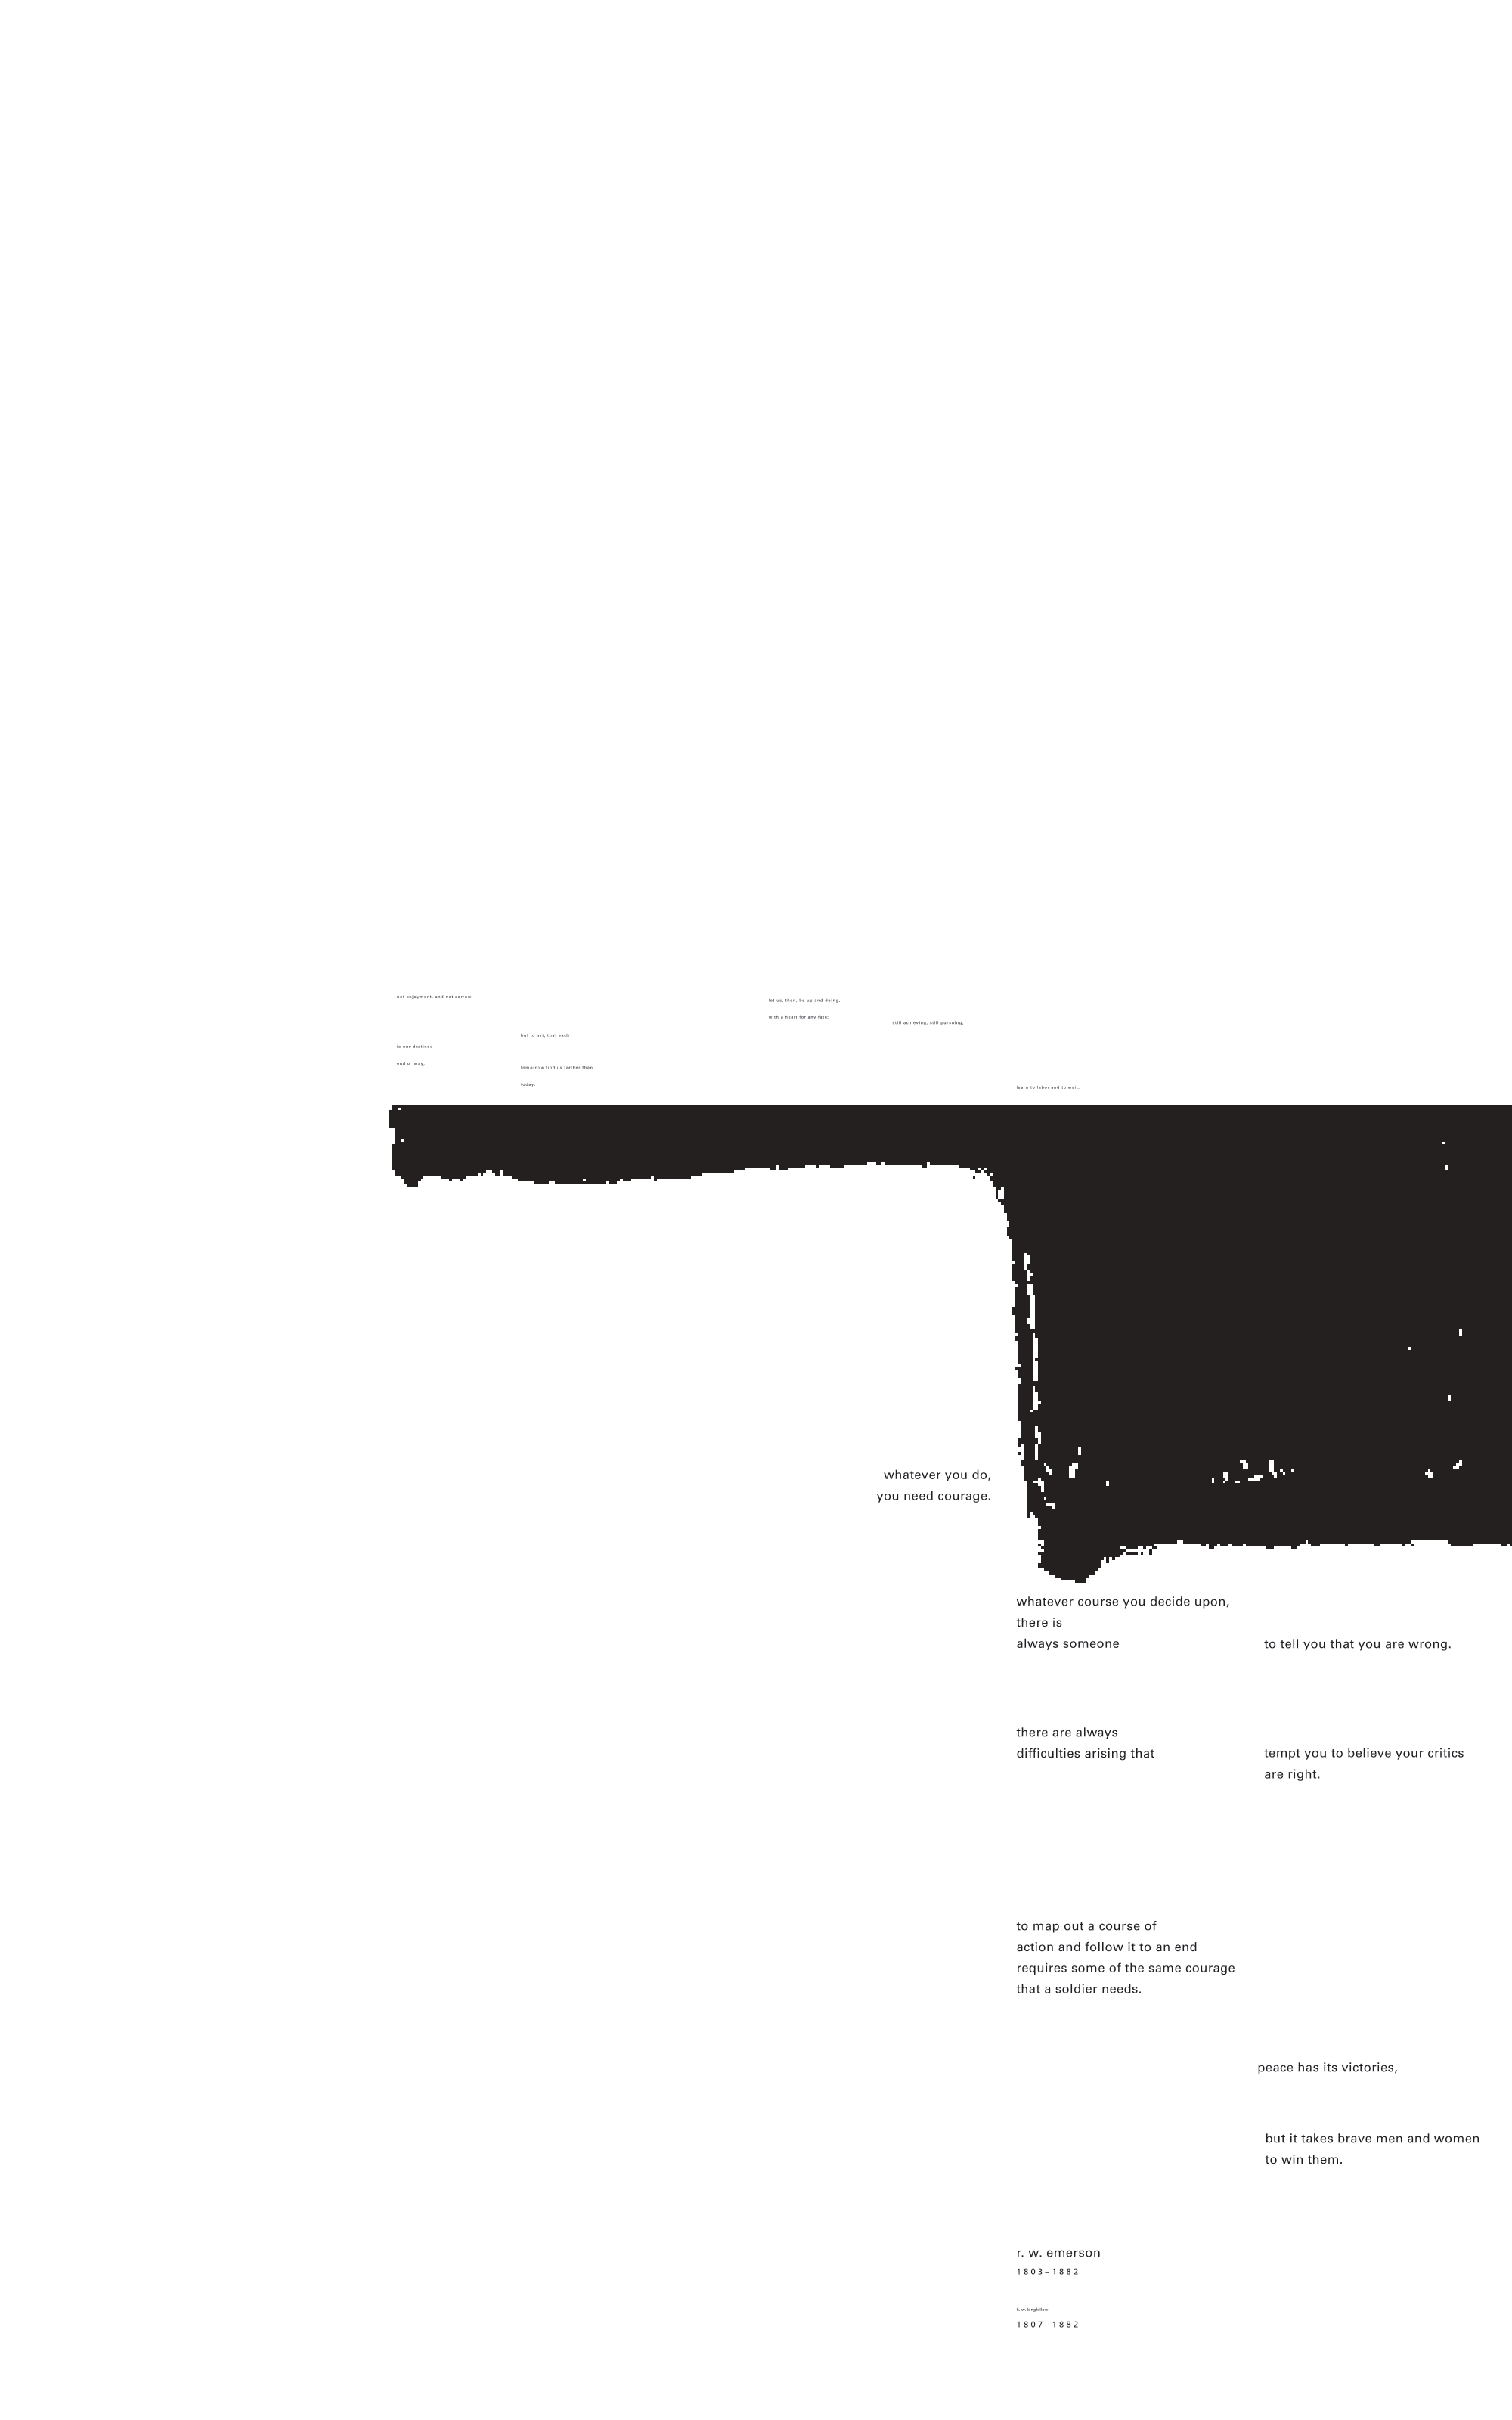 not enjoyment, and not sorrow,
is our destined
end or way;
but to act, that each
tomorrow find us farther than
today.
let us, then, be up and doing,
with a heart for any fate;
still achieving, still pursuing,
learn to labor and to wait.
whatever you do,
you need courage.
whatever course you decide upon,
there is
always someone
to tell you that you are wrong.
there are always
difficulties arising that
tempt you to believe your critics
are right.
to map out a course of
action and follow it to an end
requires some of the same courage
that a soldier needs.
peace has its victories,
but it takes brave men and women
to win them.
r. w. emerson
1803–1882
h. w. longfellow
1807–1882